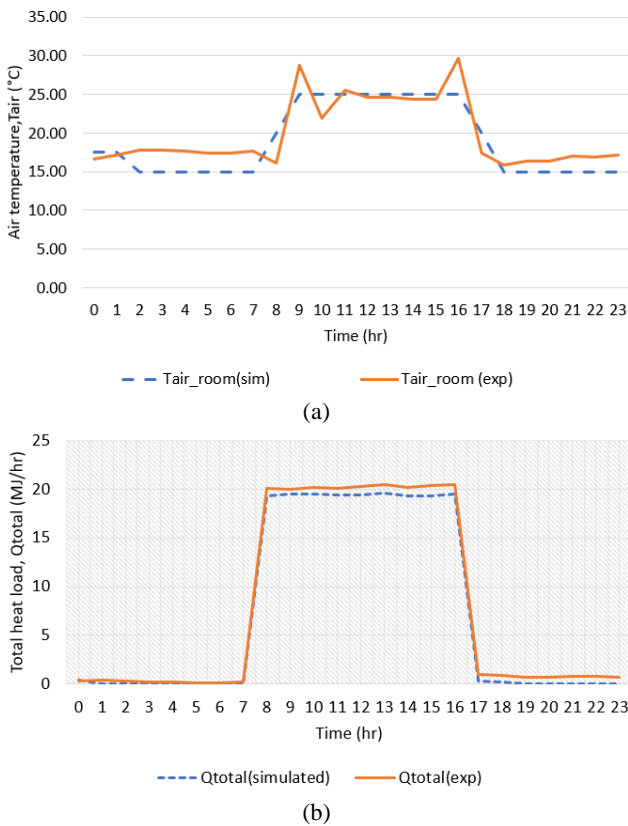 35.00
30.00
25.00
20.00
15.00
10.00
5.00
0.00
Air temperature,Tair (°C)
0 1 2 3 4 5 6 7 8 9 10 11 12 13 14 15 16 17 18 19 20 21 22 23
Time (hr)
Tair_room(sim) Tair_room (exp)
(a)
25
20
15
10
5
0
Total heat load, Qtotal (MJ/hr)
0 1 2 3 4 5 6 7 8 9 10 11 12 13 14 15 16 17 18 19 20 21 22 23
Time (hr)
Qtotal(simulated) Qtotal(exp)
(b)